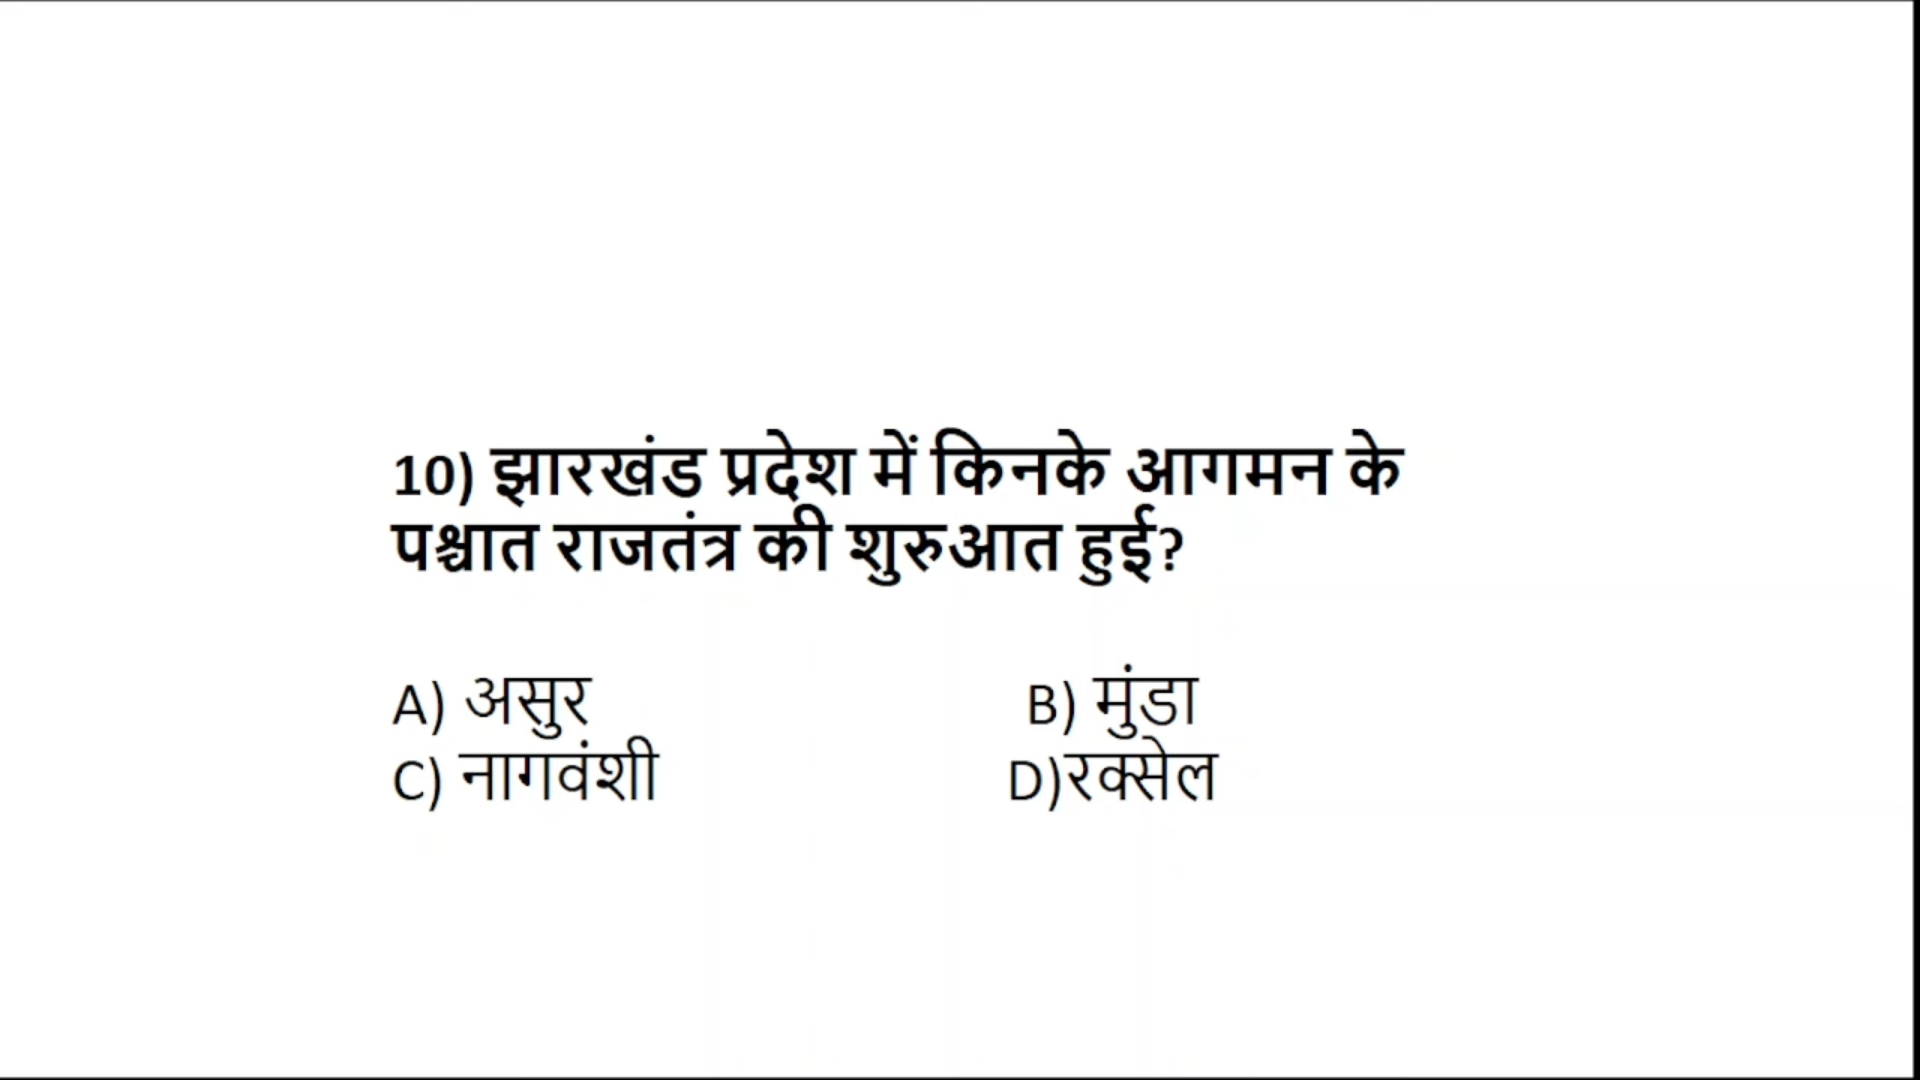 10) झारखंड प्रदेश में किनके आगमन के
पश्चात राजतंत्र की शुरुआत हुई?
A) असुर B) मुंडा
C) नागवंशी D)रक्सेल